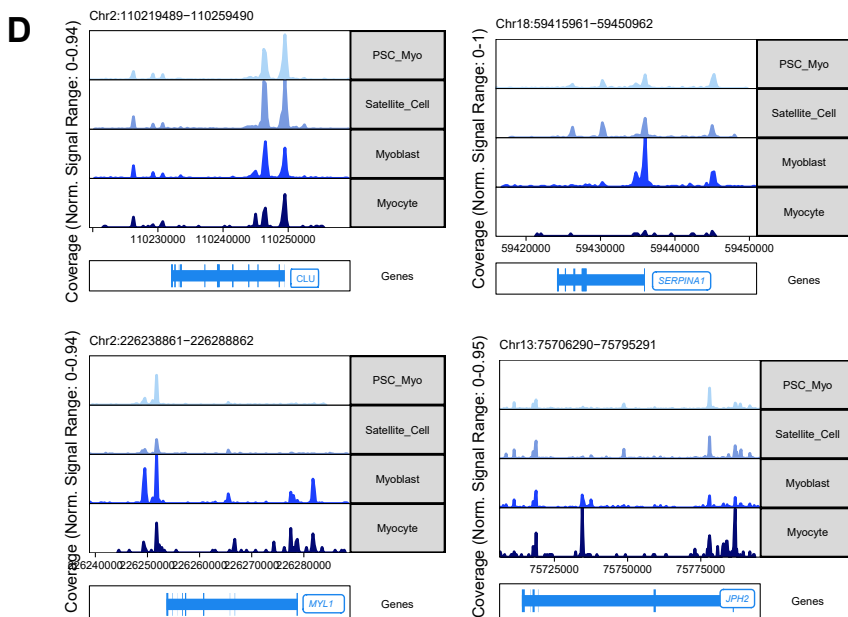 D
Chr2:110219489−110259490
Coverage (Norm. Signal Range: 0-0.94)
PSC_Myo
Satellite_Cell
Myoblast
Myocyte
110230000 110240000 110250000
CLU
Genes
Chr18:59415961−59450962
Coverage (Norm. Signal Range: 0-1)
PSC_Myo
Satellite_Cell
Myoblast
Myocyte
59420000 59430000 59440000 59450000
SERPINA1
Genes
Chr2:226238861−226288862
Coverage (Norm. Signal Range: 0-0.94)
PSC_Myo
Satellite_Cell
Myoblast
Myocyte
226240000 226250000 226260000 226270000 226280000
MYL1
Genes
Chr13:75706290−75795291
Coverage (Norm. Signal Range: 0-0.95)
PSC_Myo
Satellite_Cell
Myoblast
Myocyte
75725000 75750000 75775000
JPH2
Genes